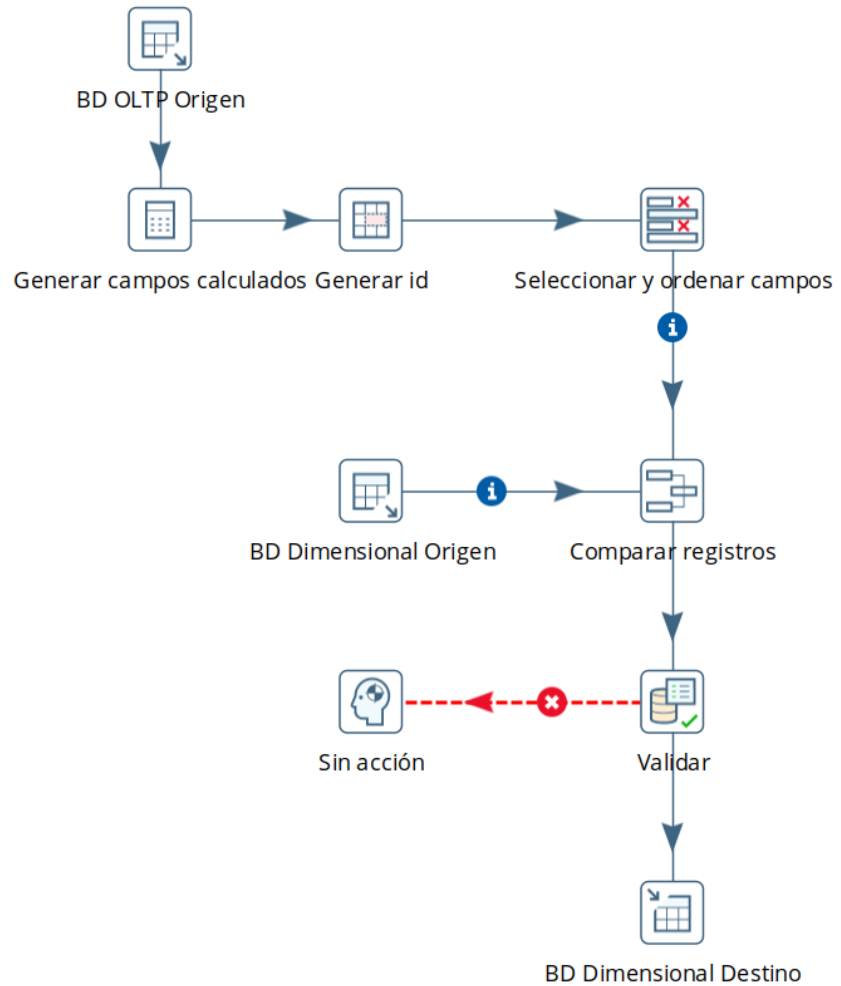 BD OLTP Origen
Generar campos calculados
Generar id
Seleccionar y ordenar campos
BD Dimensional Origen
Comparar registros
Sin acción
Validar
BD Dimensional Destino